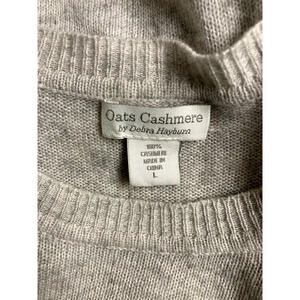 Oats Cashmere
by Debra Hayburn
100%
CASHMERE
MADE IN
CHINA
L